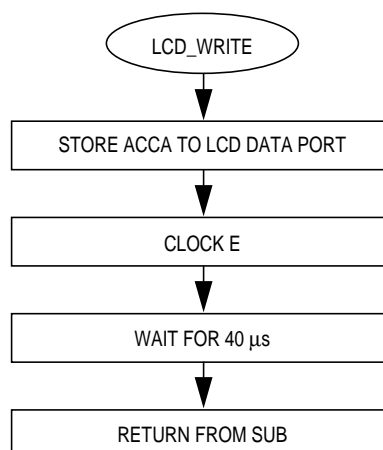 LCD_WRITE
STORE ACCA TO LCD DATA PORT
CLOCK E
WAIT FOR 40 µs
RETURN FROM SUB